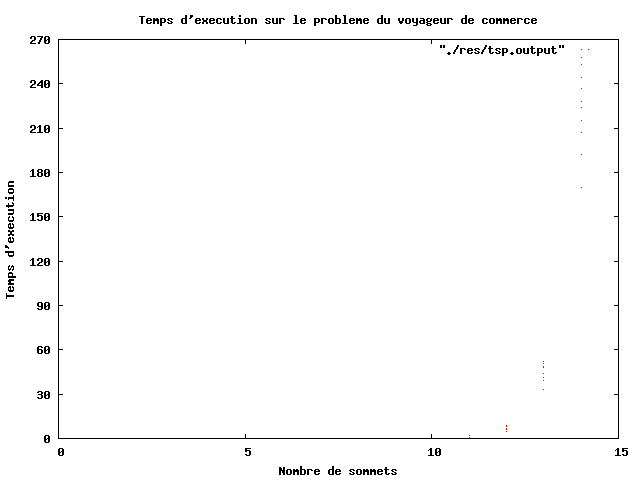 Temps d'execution sur le probleme du voyageur de commerce
"./res/tsp.output"
270
240
210
180
150
120
90
60
30
0
Temps d'execution
0 5 10 15
Nombre de sommets